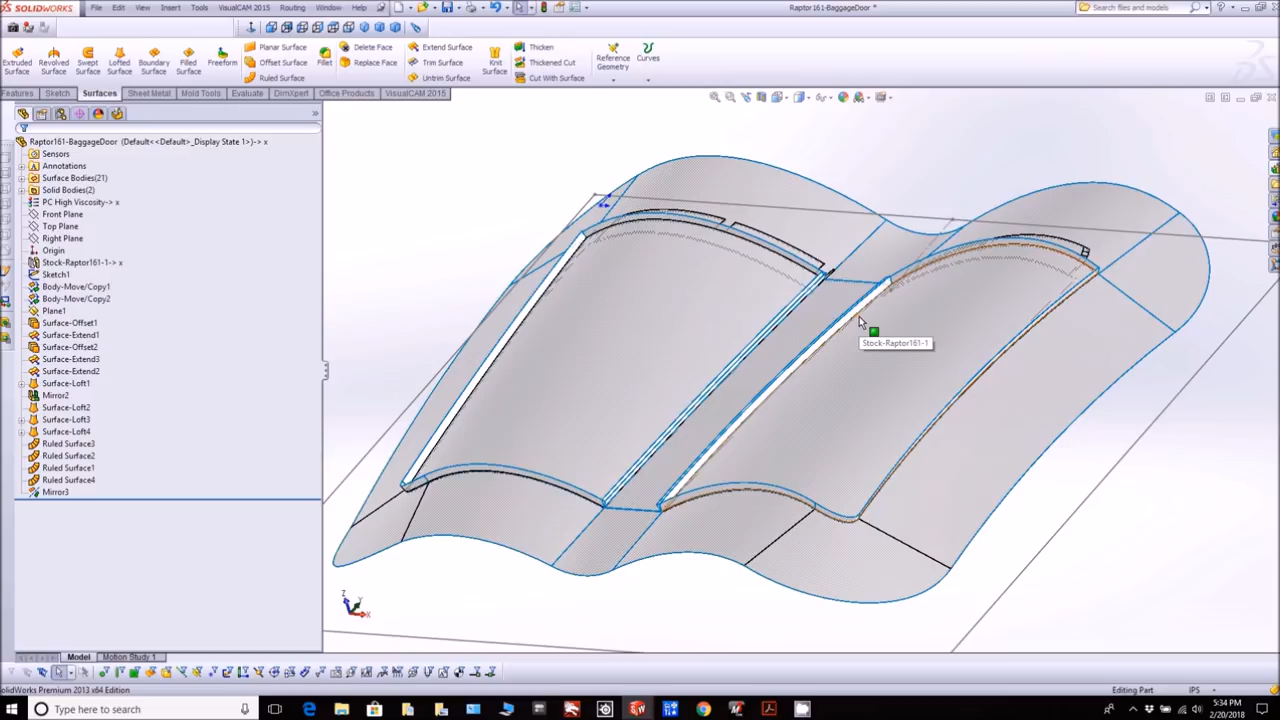 SOLIDWORKS File Edit View Insert Tools VisualCAM 2015 Routing Window Help Raptor161-BaggageDoor * Search files and models
Extruded Surface
Revolved Surface
Swept Surface
Lofted Surface
Boundary Surface
Filled Surface
Freeform
Planar Surface
Offset Surface
Ruled Surface
Fillet
Delete Face
Replace Face
Extend Surface
Trim Surface
Untrim Surface
Knit Surface
Thicken
Thickened Cut
Cut With Surface
Reference Geometry
Curves
Features Sketch Surfaces Sheet Metal Mold Tools Evaluate DimXpert Office Products VisualCAM 2015
Raptor161-BaggageDoor (Default<<Default>_Display State 1>)-> x
Sensors
Annotations
Surface Bodies(21)
Solid Bodies(2)
PC High Viscosity-> x
Front Plane
Top Plane
Right Plane
Origin
Stock-Raptor161-1-> x
Sketch1
Body-Move/Copy1
Body-Move/Copy2
Plane1
Surface-Offset1
Surface-Extend1
Surface-Offset2
Surface-Extend3
Surface-Extend2
Surface-Loft1
Mirror2
Surface-Loft2
Surface-Loft3
Surface-Loft4
Ruled Surface3
Ruled Surface2
Ruled Surface1
Ruled Surface4
Mirror3
Stock-Raptor161-1
Z Y X
Model Motion Study 1
SolidWorks Premium 2013 x64 Edition Editing Part IPS
Type here to search
5:34 PM
2/20/2018